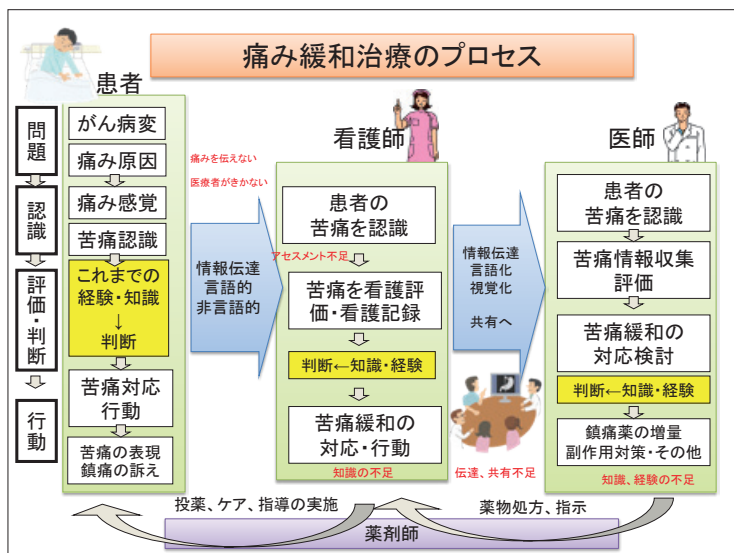 痛み緩和治療のプロセス
患者
問題
認識
評価・判断
行動
がん病変
痛み原因
痛み感覚
苦痛認識
これまでの
経験・知識
↓
判断
苦痛対応
行動
苦痛の表現
鎮痛の訴え
痛みを伝えない
医療者がきかない
情報伝達
言語的
非言語的
看護師
患者の
苦痛を認識
アセスメント不足
苦痛を看護評
価・看護記録
判断←知識・経験
苦痛緩和の
対応・行動
知識の不足
情報伝達
言語化
視覚化
共有へ
伝達、共有不足
医師
患者の
苦痛を認識
苦痛情報収集
評価
苦痛緩和の
対応検討
判断←知識・経験
鎮痛薬の増量
副作用対策・その他
知識、経験の不足
投薬、ケア、指導の実施
薬物処方、指示
薬剤師